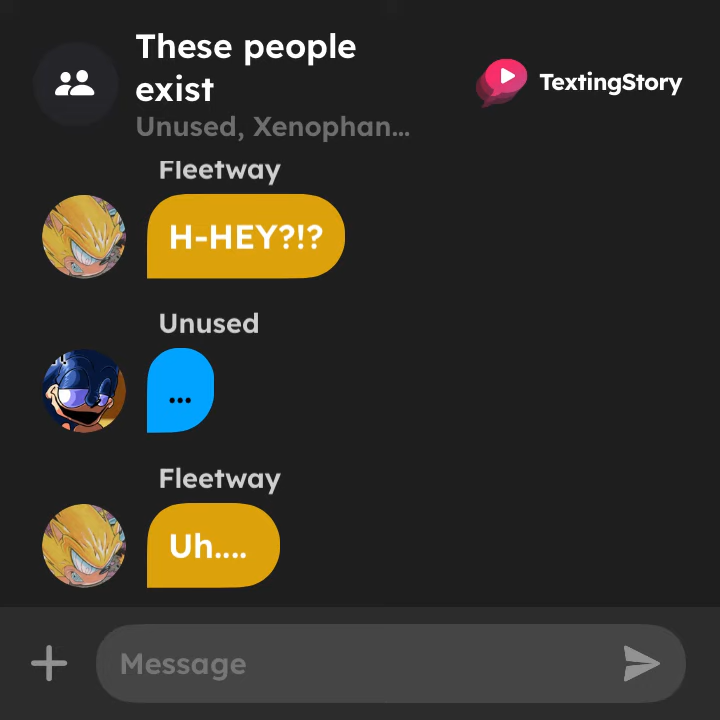 These people
exist
TextingStory
Unused, Xenophan...
Fleetway
H-HEY?!?
Unused
...
Fleetway
Uh....
Message